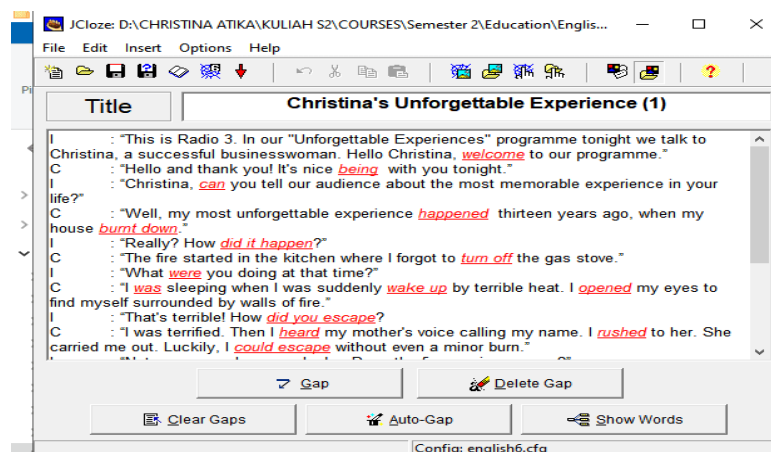 JCloze: D:\CHRISTINA ATIKA\KULIAH S2\COURSES\Semester 2\Education\Englis...
File Edit Insert Options Help
Title
Christina's Unforgettable Experience (1)
I : “This is Radio 3. In our "Unforgettable Experiences" programme tonight we talk to
Christina, a successful businesswoman. Hello Christina, welcome to our programme.”
C : “Hello and thank you! It's nice being with you tonight.”
I : “Christina, can you tell our audience about the most memorable experience in your
life?”
C : “Well, my most unforgettable experience happened thirteen years ago, when my
house burnt down.”
I : “Really? How did it happen?”
C : “The fire started in the kitchen where I forgot to turn off the gas stove.”
I : “What were you doing at that time?”
C : “I was sleeping when I was suddenly wake up by terrible heat. I opened my eyes to
find myself surrounded by walls of fire.”
I : “That's terrible! How did you escape?
C : “I was terrified. Then I heard my mother's voice calling my name. I rushed to her. She
carried me out. Luckily, I could escape without even a minor burn.”
Gap
Delete Gap
Clear Gaps
Auto-Gap
Show Words
Config: english6.cfg